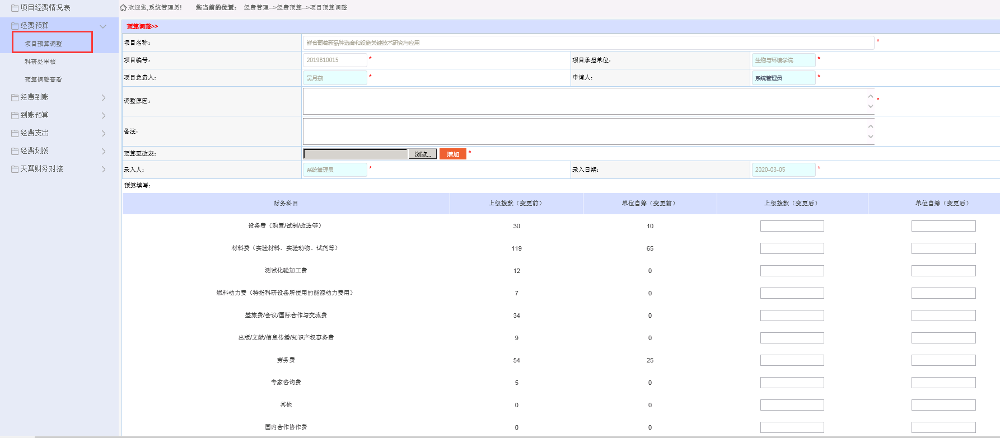 项目经费情况表
经费预算
项目预算调整
科研处审核
预算调整查看
经费到账
到账预算
经费支出
经费划拨
天翼财务对接
欢迎您,系统管理员! 您当前的位置: 经费管理-->经费预算-->项目预算调整
预算调整>>
项目名称: 鲜食葡萄新品种选育和设施关键技术研究与应用 *
项目编号: 2019B10015 * 项目承担单位: 生物与环境学院 *
项目负责人: 吴月燕 * 申请人: 系统管理员 *
调整原因: *
备注:
预算更改表: 浏览... 增加 *
录入人: 系统管理员 * 录入日期: 2020-03-05 *
预算填写:
财务科目 上级拨款（变更前） 单位自筹（变更前） 上级拨款（变更后） 单位自筹（变更后）
设备费（购置/试制/改造等） 30 10
材料费（实验材料、实验动物、试剂等） 119 65
测试化验加工费 12 0
燃料动力费（特指科研设备所使用的能源动力费用） 7 0
差旅费/会议/国际合作与交流费 34 0
出版/文献/信息传播/知识产权事务费 9 0
劳务费 54 25
专家咨询费 5 0
其他 0 0
国内合作协作费 0 0